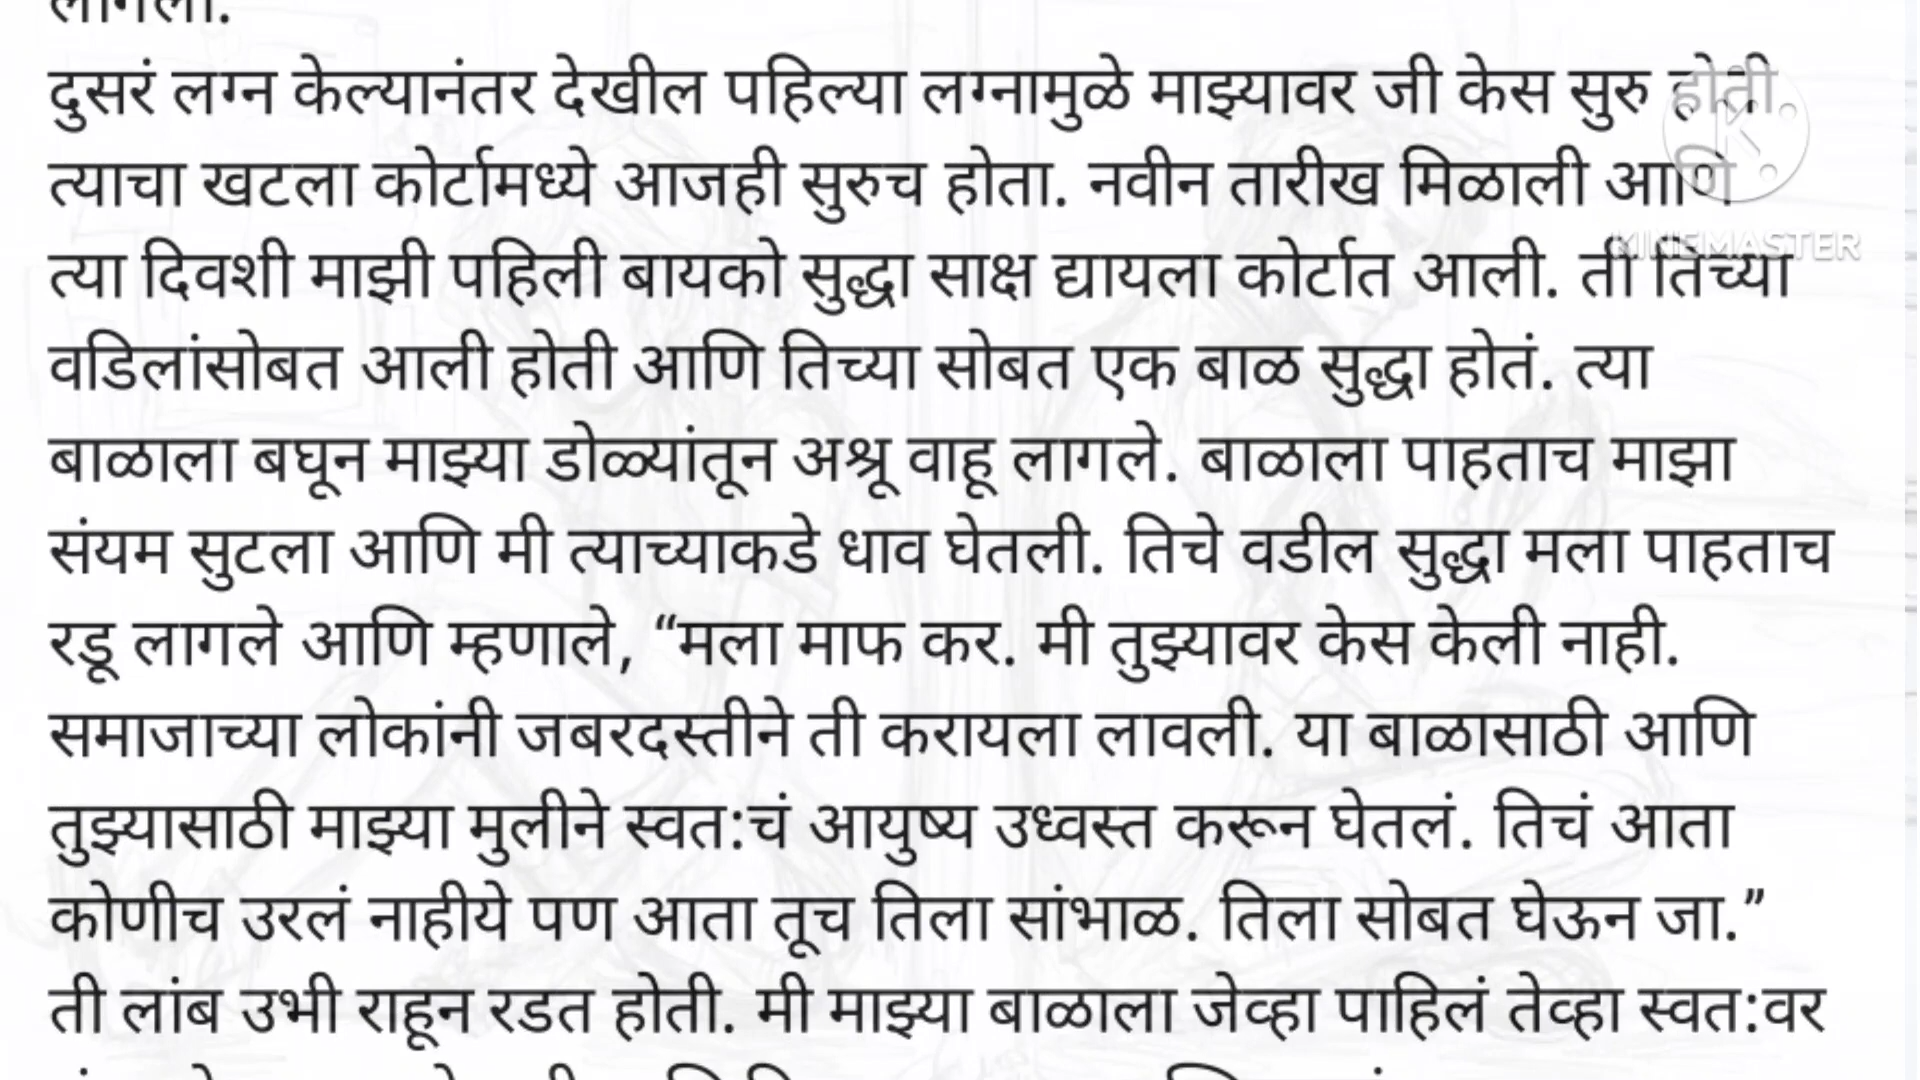 लागली.
दुसरं लग्न केल्यानंतर देखील पहिल्या लग्नामुळे माझ्यावर जी केस सुरु होती
त्याचा खटला कोर्टामध्ये आजही सुरुच होता. नवीन तारीख मिळाली आणि
KINEMASTER
त्या दिवशी माझी पहिली बायको सुद्धा साक्ष द्यायला कोर्टात आली. ती तिच्या
वडिलांसोबत आली होती आणि तिच्या सोबत एक बाळ सुद्धा होतं. त्या
बाळाला बघून माझ्या डोळ्यांतून अश्रू वाहू लागले. बाळाला पाहताच माझा
संयम सुटला आणि मी त्याच्याकडे धाव घेतली. तिचे वडील सुद्धा मला पाहताच
रडू लागले आणि म्हणाले, “मला माफ कर. मी तुझ्यावर केस केली नाही.
समाजाच्या लोकांनी जबरदस्तीने ती करायला लावली. या बाळासाठी आणि
तुझ्यासाठी माझ्या मुलीने स्वत:चं आयुष्य उध्वस्त करून घेतलं. तिचं आता
कोणीच उरलं नाहीये पण आता तूच तिला सांभाळ. तिला सोबत घेऊन जा.”
ती लांब उभी राहून रडत होती. मी माझ्या बाळाला जेव्हा पाहिलं तेव्हा स्वत:वर